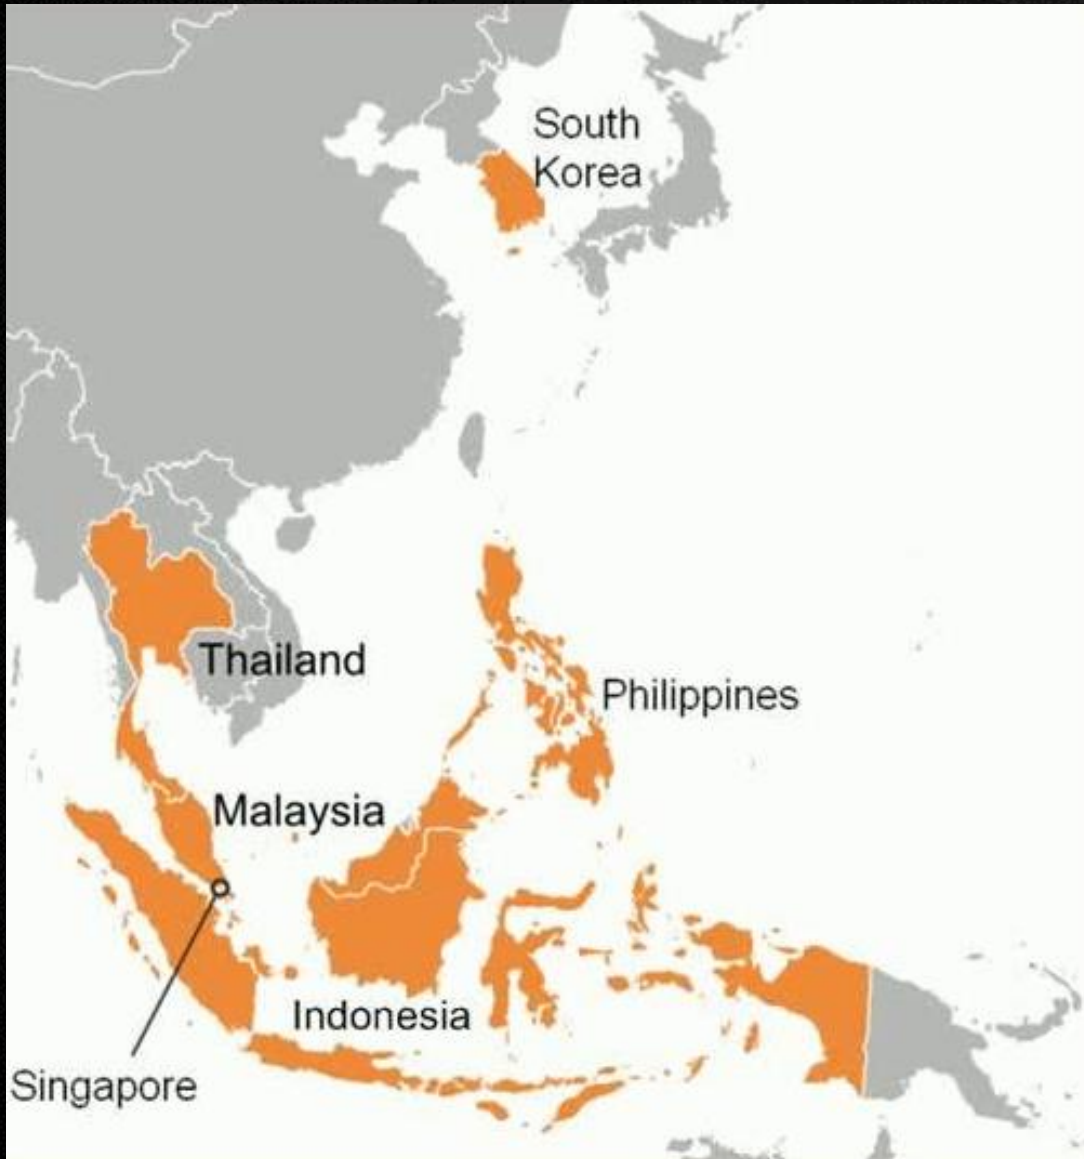 South
Korea
Thailand
Philippines
Malaysia
Indonesia
Singapore